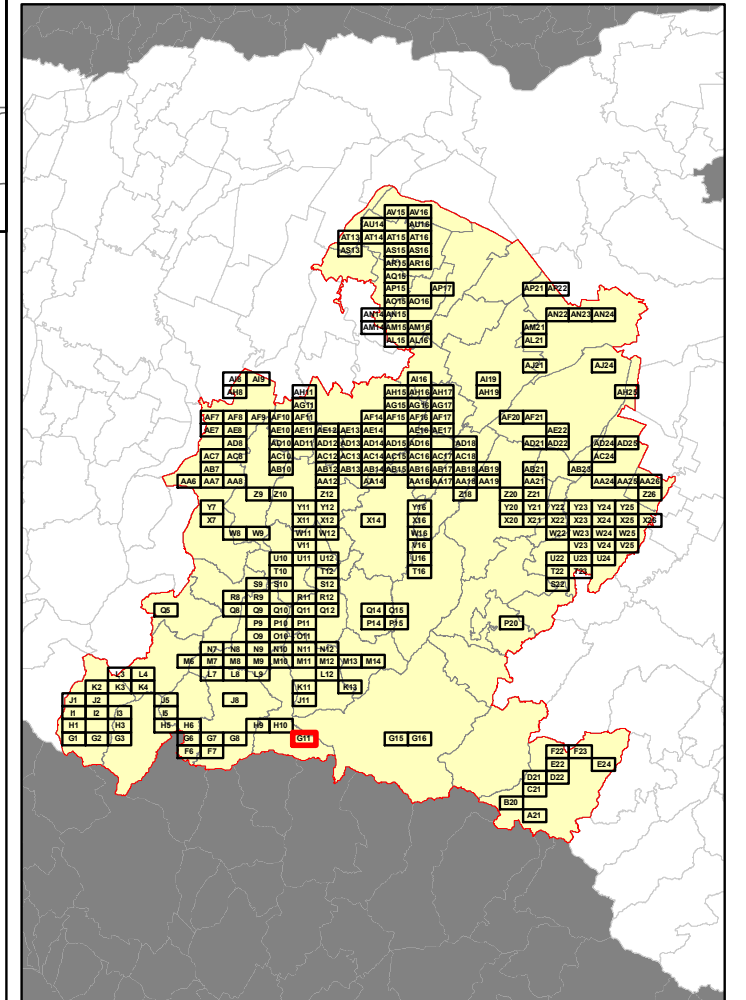 AV15 AV16
AU14 AU16
AT13 AT14 AT15 AT16
AS13 AS15 AS16
AR15 AR16
AQ15
AP15 AP17 AP21 AP22
AO15 AO16
AN14 AN15 AN22 AN23 AN24
AM14 AM15 AM16 AM21
AL15 AL16 AL21
AJ21 AJ24
AI8 AI9 AI16 AI19
AH8 AH11 AH15 AH16 AH17 AH19 AH25
AG11 AG15 AG16 AG17
AF7 AF8 AF9 AF10 AF11 AF14 AF15 AF16 AF17 AF20 AF21
AE7 AE8 AE10 AE11 AE12 AE13 AE14 AE16 AE17 AE22
AD8 AD10 AD11 AD12 AD13 AD14 AD15 AD16 AD18 AD21 AD22 AD24 AD25
AC7 AC8 AC10 AC12 AC13 AC14 AC15 AC16 AC17 AC18 AC24
AB7 AB10 AB12 AB13 AB14 AB15 AB16 AB17 AB18 AB19 AB21 AB23
AA6 AA7 AA8 AA12 AA14 AA16 AA17 AA18 AA19 AA21 AA24 AA25 AA26
Z9 Z10 Z12 Z18 Z20 Z21 Z26
Y7 Y11 Y12 Y16 Y20 Y21 Y22 Y23 Y24 Y25
X7 X11 X12 X14 X16 X20 X21 X22 X23 X24 X25 X26
W8 W9 W11 W12 W16 W22 W23 W24 W25
V11 V16 V23 V24 V25
U10 U11 U12 U16 U22 U23 U24
T10 T12 T16 T22 T23
S9 S10 S12 S22
R8 R9 R11 R12
Q5 Q8 Q9 Q10 Q11 Q12 Q14 Q15
P9 P10 P11 P14 P15 P20
O9 O10 O11
N7 N8 N9 N10 N11 N12
M6 M7 M8 M9 M10 M11 M12 M13 M14
L3 L4 L7 L8 L9 L12
K2 K3 K4 K11 K13
J1 J2 J5 J8 J11
I1 I2 I3 I5
H1 H3 H5 H6 H9 H10
G1 G2 G3 G6 G7 G8 G11 G15 G16
F6 F7 F22 F23
E22 E24
D21 D22
C21
B20
A21